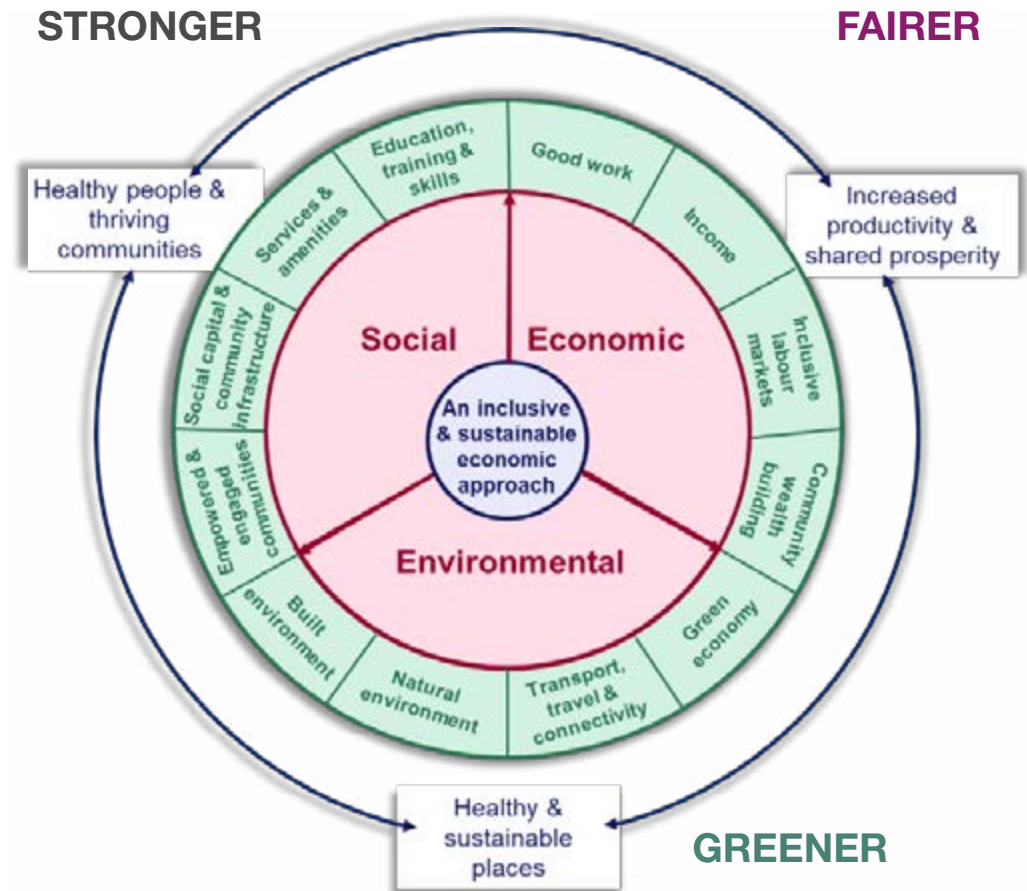 STRONGER
FAIRER
Healthy people &
thriving
communities
Increased
productivity &
shared prosperity
Education,
training &
skills
Good work
Income
Inclusive
labour
markets
Community
wealth
building
Green
economy
Transport,
travel &
connectivity
Natural
environment
Built
environment
Empowered &
engaged
communities
Social capital &
community
infrastructure
Services &
amenities
Social
Economic
An inclusive
& sustainable
economic
approach
Environmental
Healthy &
sustainable
places
GREENER